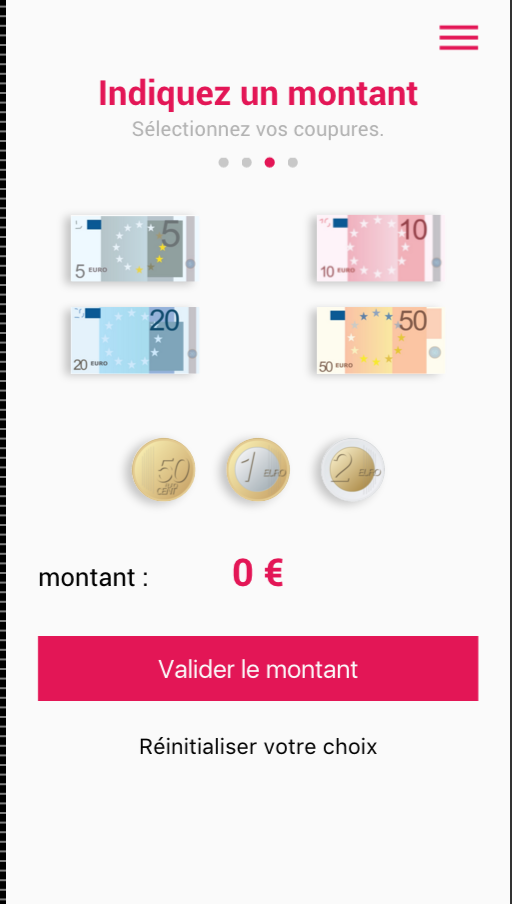 Indiquez un montant
Sélectionnez vos coupures.
5
5 EURO
10
10 EURO
20
20 EURO
50
50 EURO
50 EURO CENT
1 EURO
2 EURO
montant : 0 €
Valider le montant
Réinitialiser votre choix